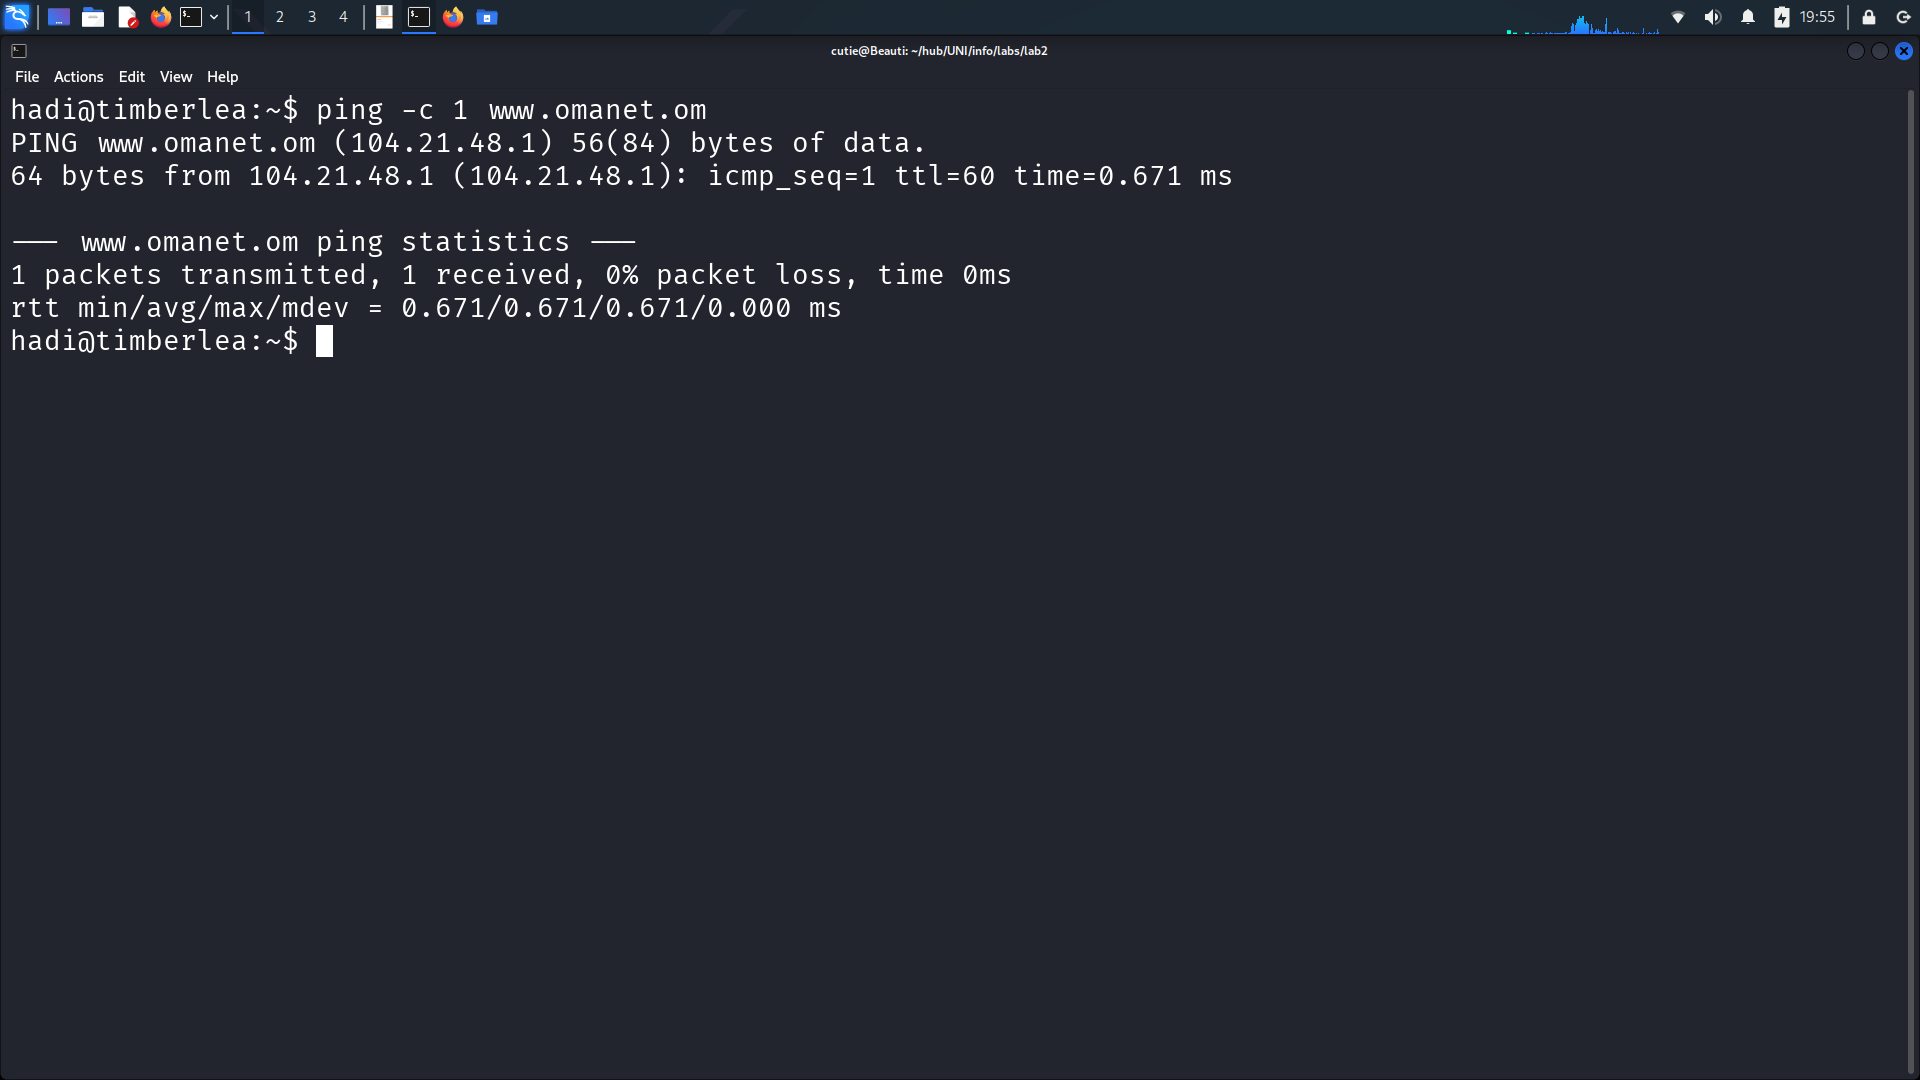 1 2 3 4 19:55
cutie@Beauti: ~/hub/UNI/info/labs/lab2
File Actions Edit View Help
hadi@timberlea:~$ ping -c 1 www.omanet.om
PING www.omanet.om (104.21.48.1) 56(84) bytes of data.
64 bytes from 104.21.48.1 (104.21.48.1): icmp_seq=1 ttl=60 time=0.671 ms
--- www.omanet.om ping statistics ---
1 packets transmitted, 1 received, 0% packet loss, time 0ms
rtt min/avg/max/mdev = 0.671/0.671/0.671/0.000 ms
hadi@timberlea:~$